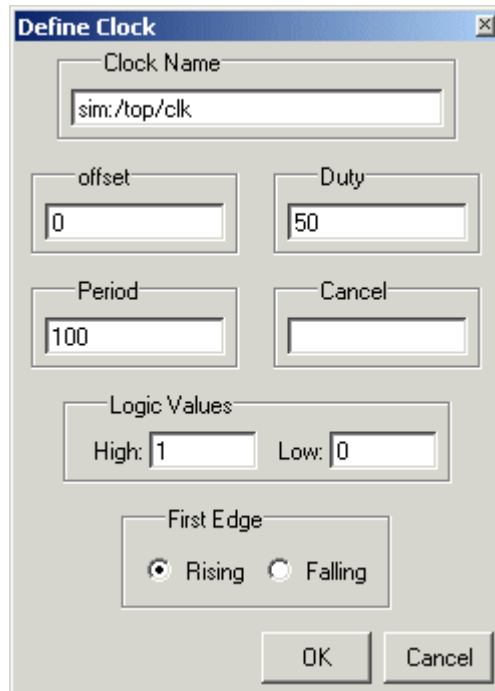 Define Clock
Clock Name
sim:/top/clk
offset
Duty
0
50
Period
Cancel
100
Logic Values
High: 1 Low: 0
First Edge
Rising Falling
OK Cancel